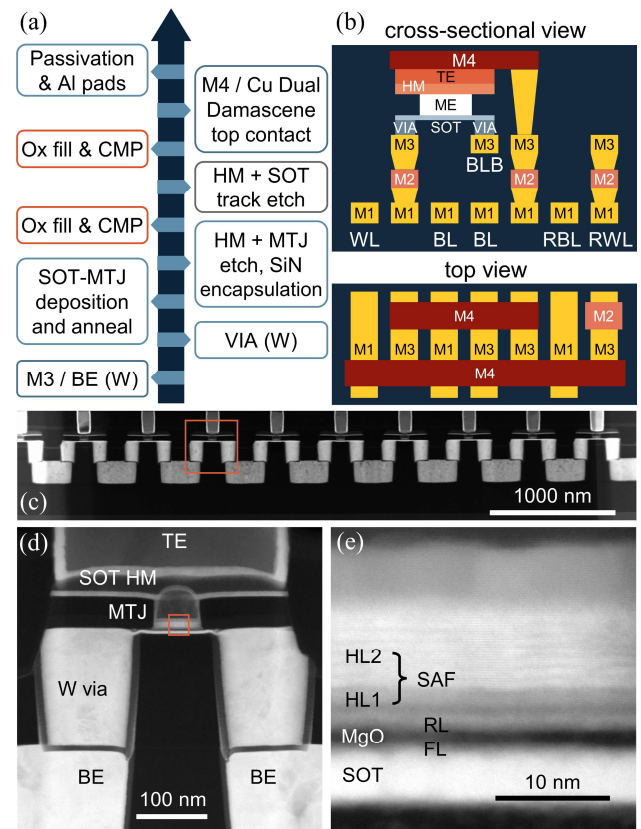 (a)
Passivation
& Al pads
M4 / Cu Dual
Damascene
top contact
Ox fill & CMP
HM + SOT
track etch
Ox fill & CMP
HM + MTJ
etch, SiN
encapsulation
SOT-MTJ
deposition
and anneal
VIA (W)
M3 / BE (W)
(b)
cross-sectional view
M4
TE
HM
ME
VIA SOT VIA
M3 M3 M3 M3
BLB
M2 M2 M2
M1 M1 M1 M1 M1 M1 M1
WL BL BL RBL RWL
top view
M4 M2
M1 M3 M1 M3 M3 M1 M3
M4
(c)
1000 nm
(d)
TE
SOT HM
MTJ
W via
BE BE
100 nm
(e)
HL2
SAF
HL1
RL
MgO
FL
SOT
10 nm